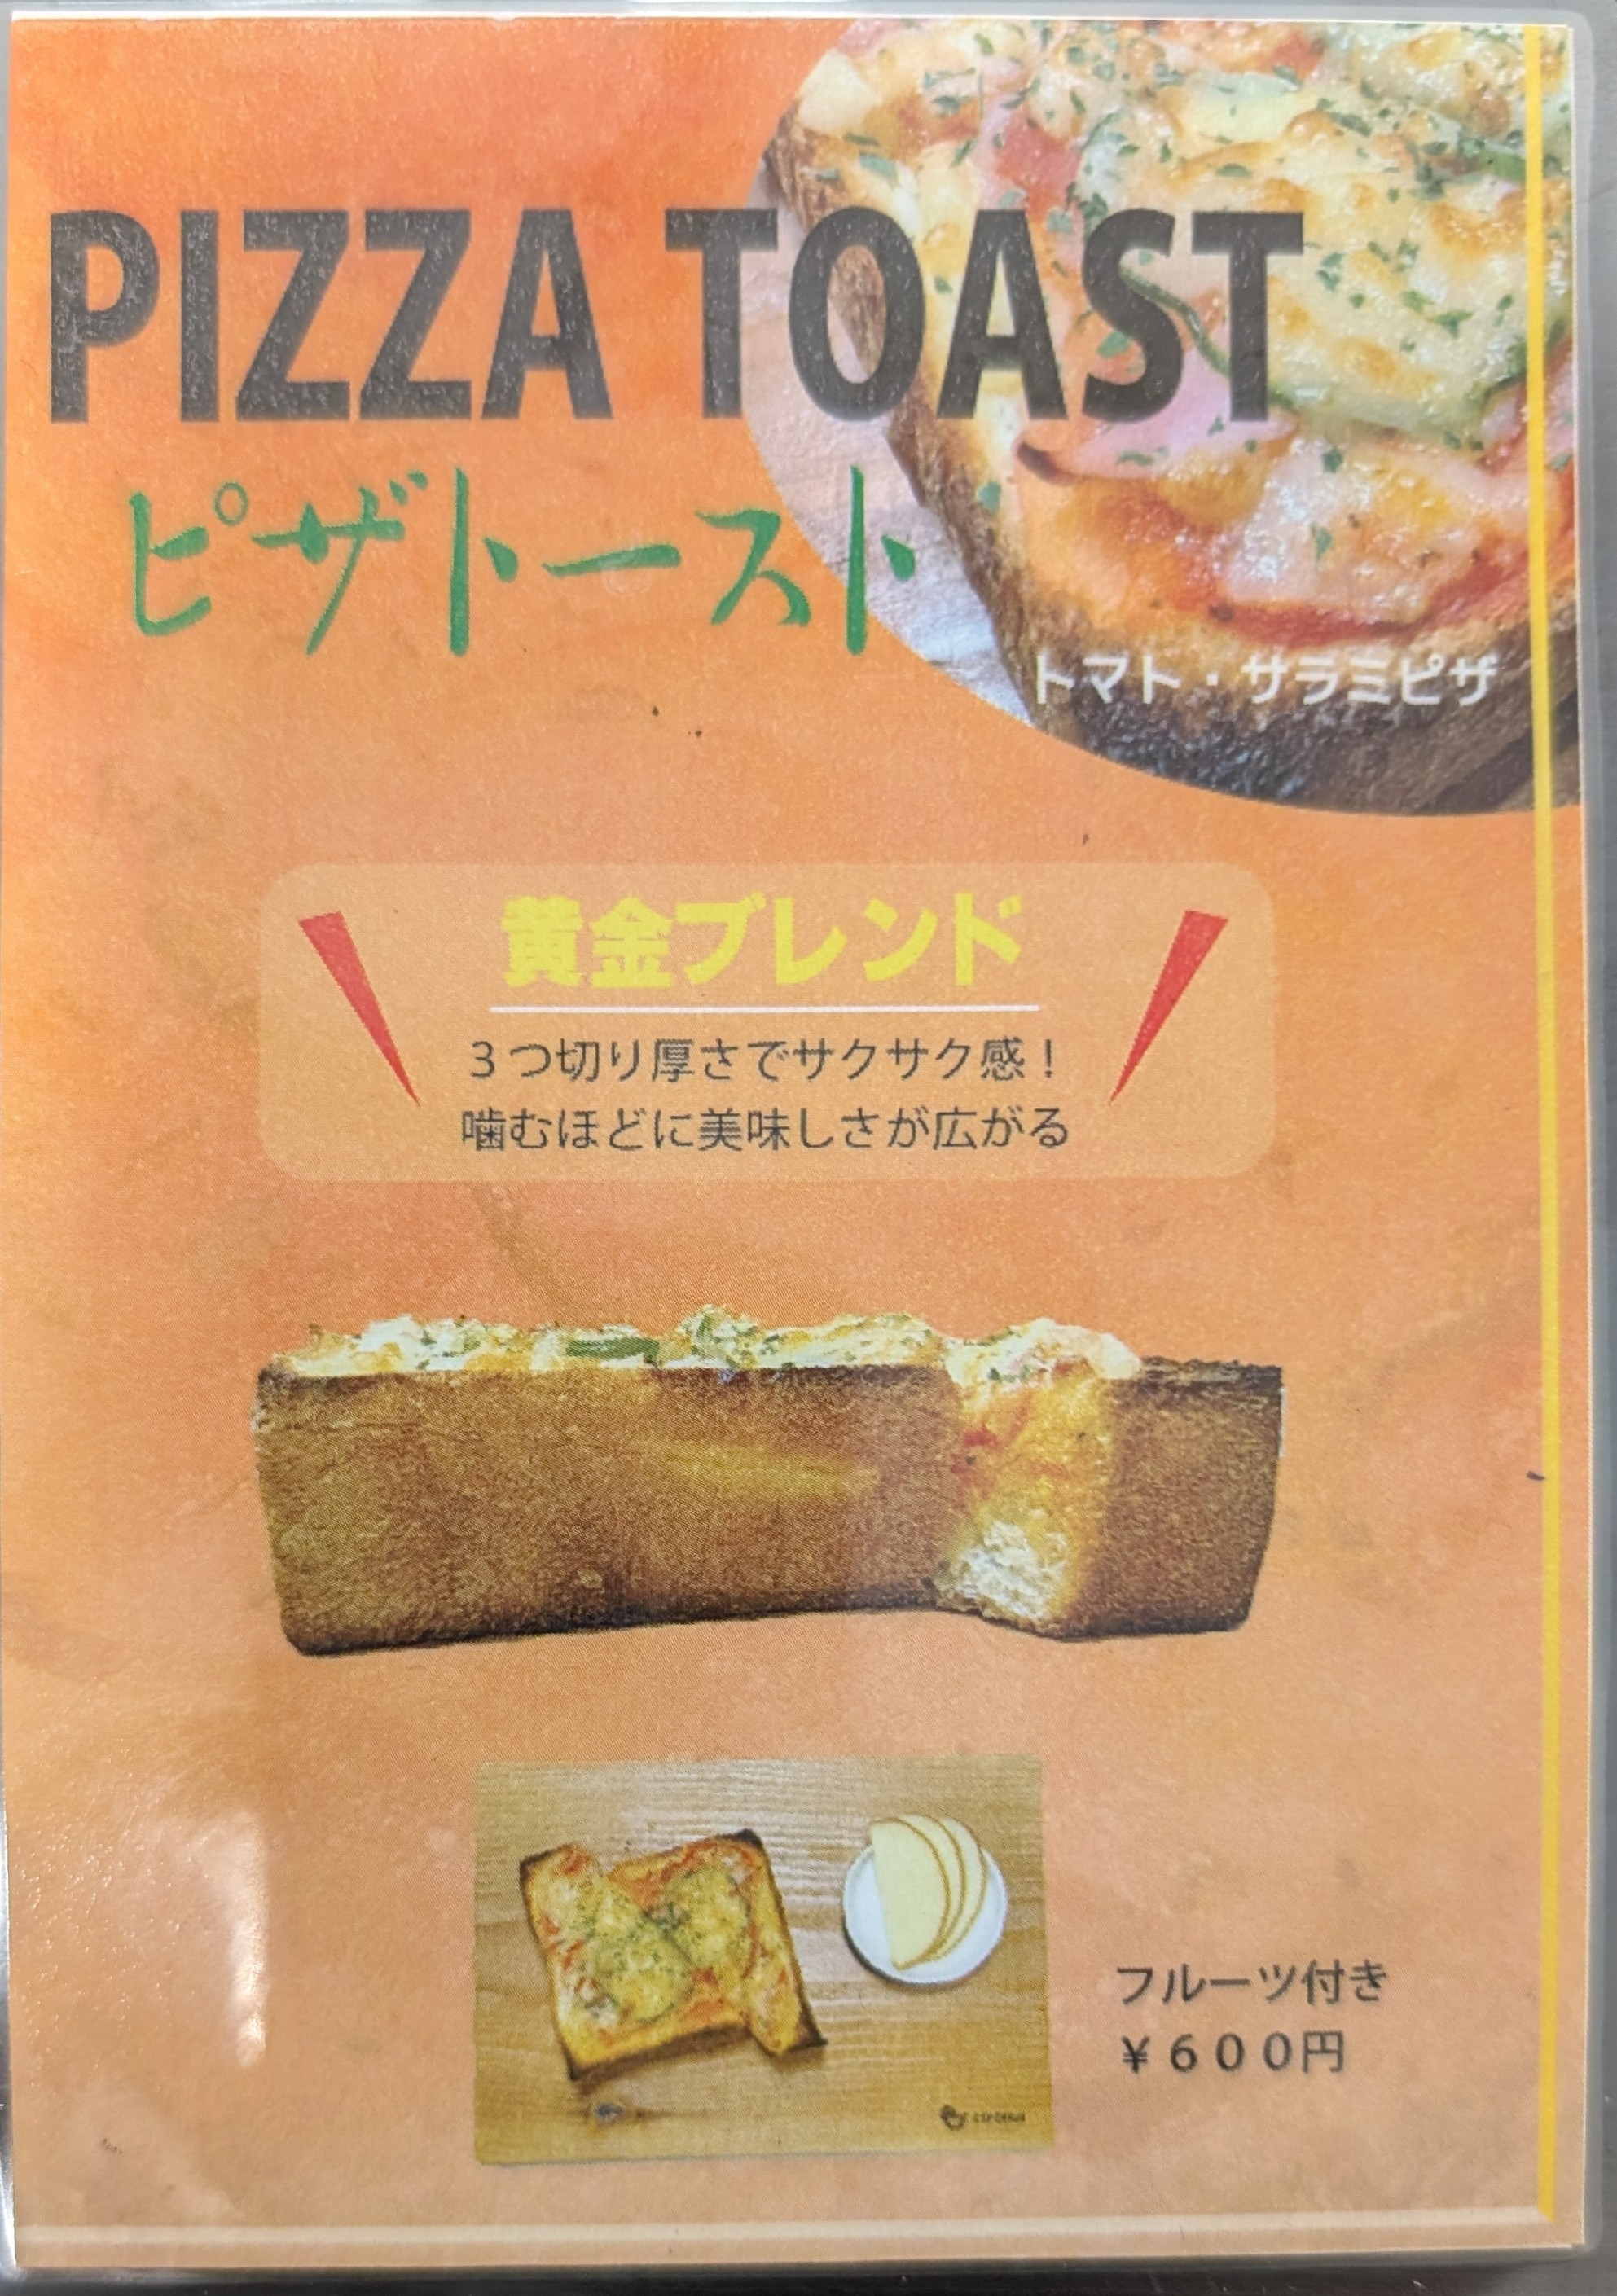 PIZZA TOAST
ピザトースト
トマト・サラミピザ
黄金ブレンド
３つ切り厚さでサクサク感！
噛むほどに美味しさが広がる
フルーツ付き
￥６００円